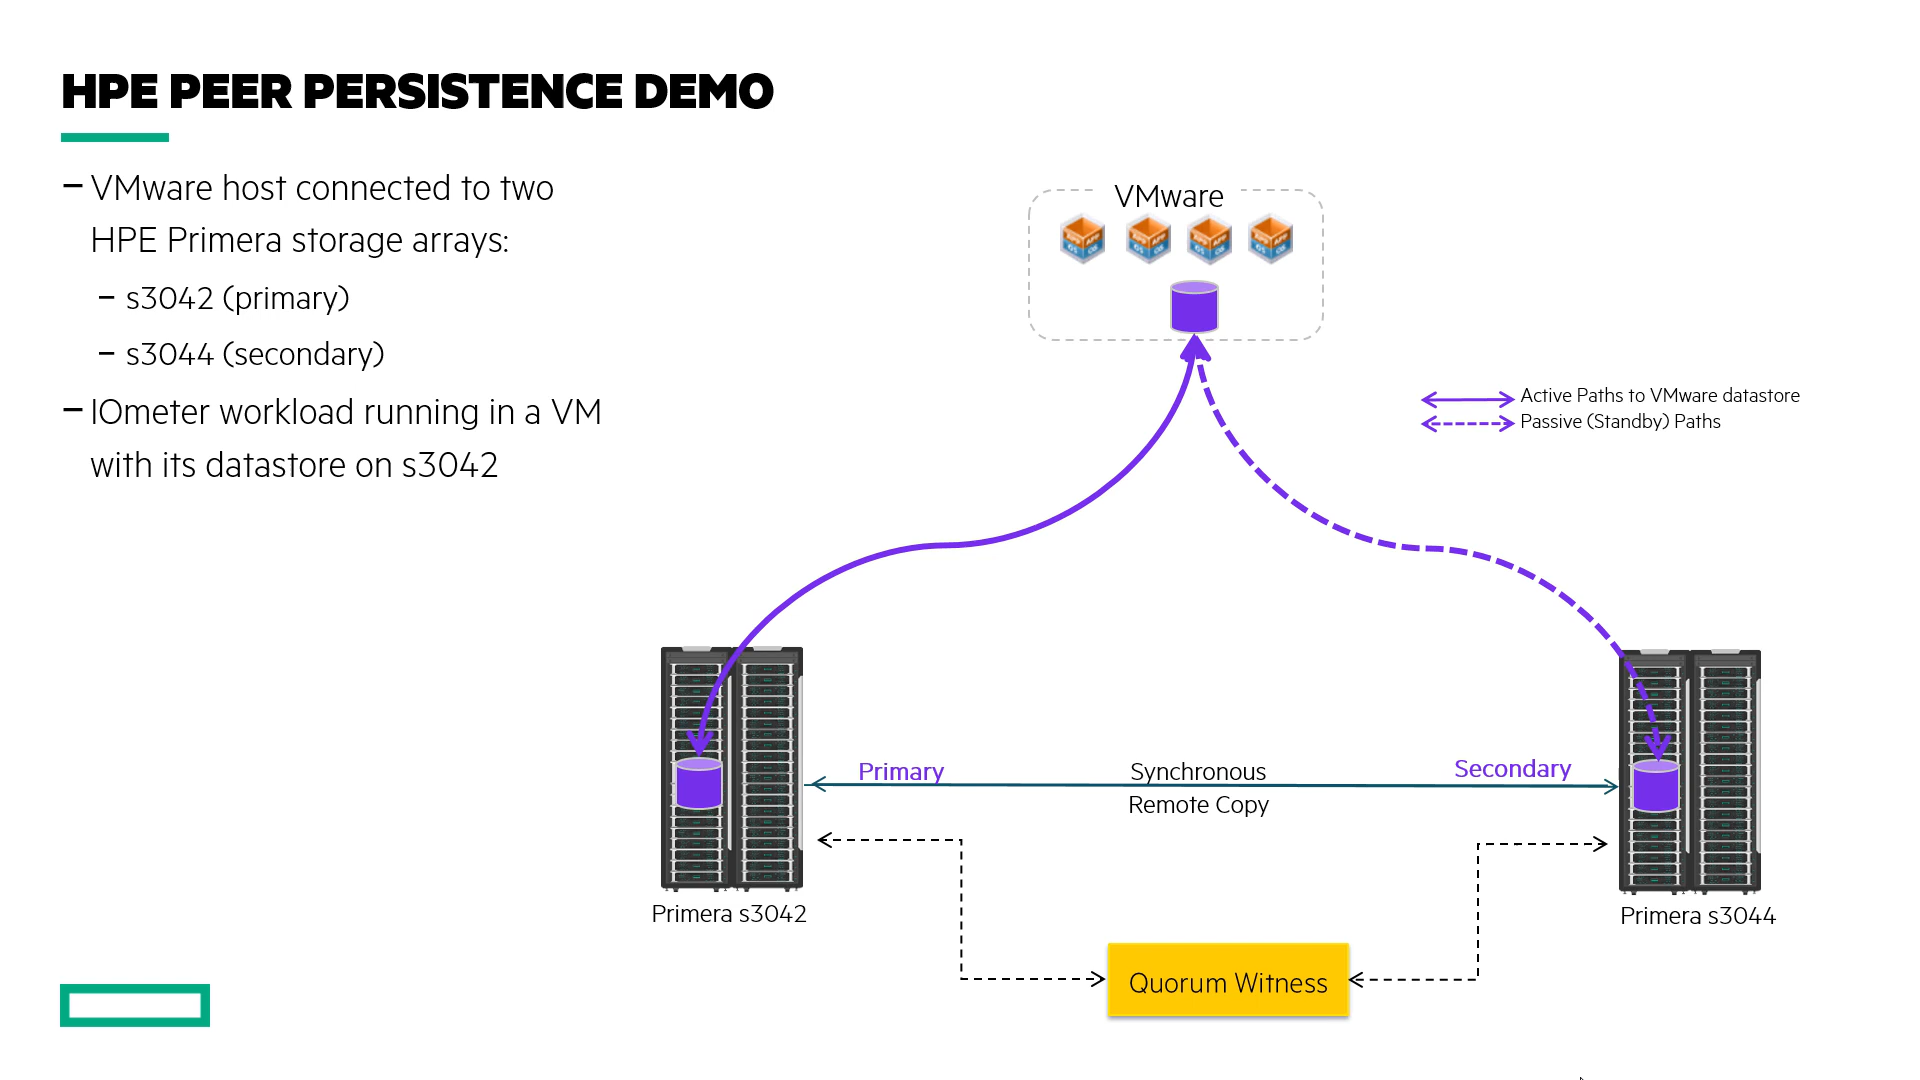 HPE PEER PERSISTENCE DEMO
– VMware host connected to two
HPE Primera storage arrays:
– s3042 (primary)
– s3044 (secondary)
– IOmeter workload running in a VM
with its datastore on s3042
VMware
Active Paths to VMware datastore
Passive (Standby) Paths
Primary
Synchronous
Remote Copy
Secondary
Primera s3042
Primera s3044
Quorum Witness